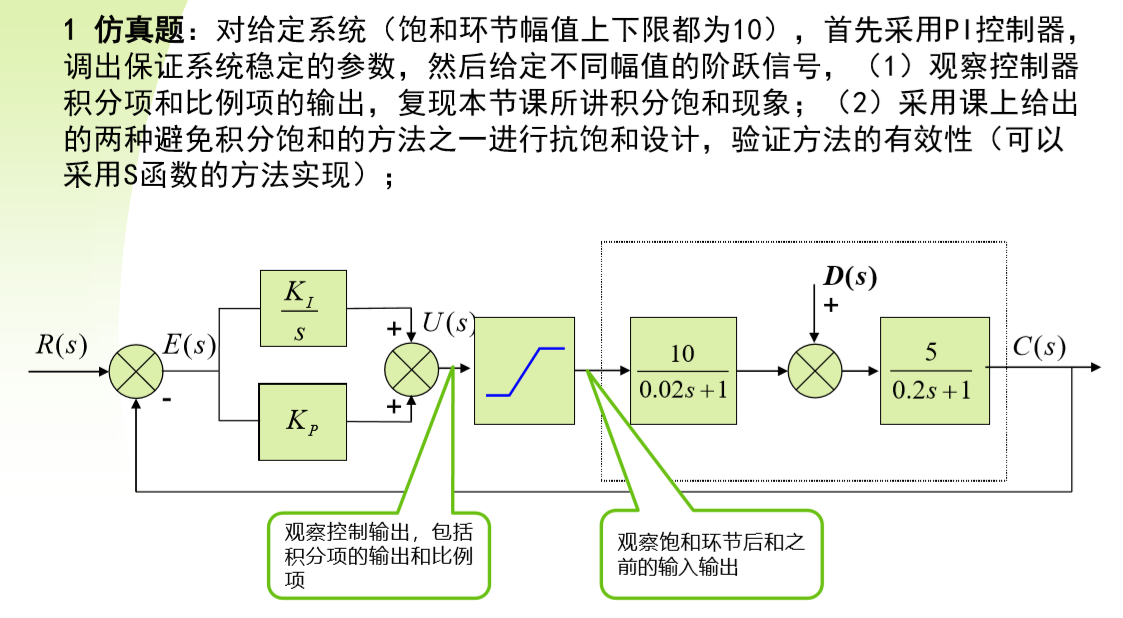 1 仿真题：对给定系统（饱和环节幅值上下限都为10），首先采用PI控制器，
调出保证系统稳定的参数，然后给定不同幅值的阶跃信号，（1）观察控制器
积分项和比例项的输出，复现本节课所讲积分饱和现象；（2）采用课上给出
的两种避免积分饱和的方法之一进行抗饱和设计，验证方法的有效性（可以
采用S函数的方法实现）；
D(s)
+
K_I
s
+
U(s)
R(s)
E(s)
C(s)
10
0.02s+1
5
0.2s+1
-
+
K_P
观察控制输出，包括
积分项的输出和比例
项
观察饱和环节后和之
前的输入输出